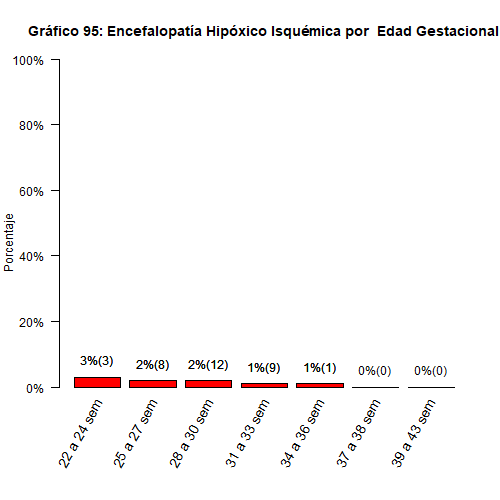 Gráfico 95: Encefalopatía Hipóxico Isquémica por  Edad Gestacional
Porcentaje
100%
80%
60%
40%
20%
0%
3%(3)
2%(8)
2%(12)
1%(9)
1%(1)
0%(0)
0%(0)
22 a 24 sem
25 a 27 sem
28 a 30 sem
31 a 33 sem
34 a 36 sem
37 a 38 sem
39 a 43 sem